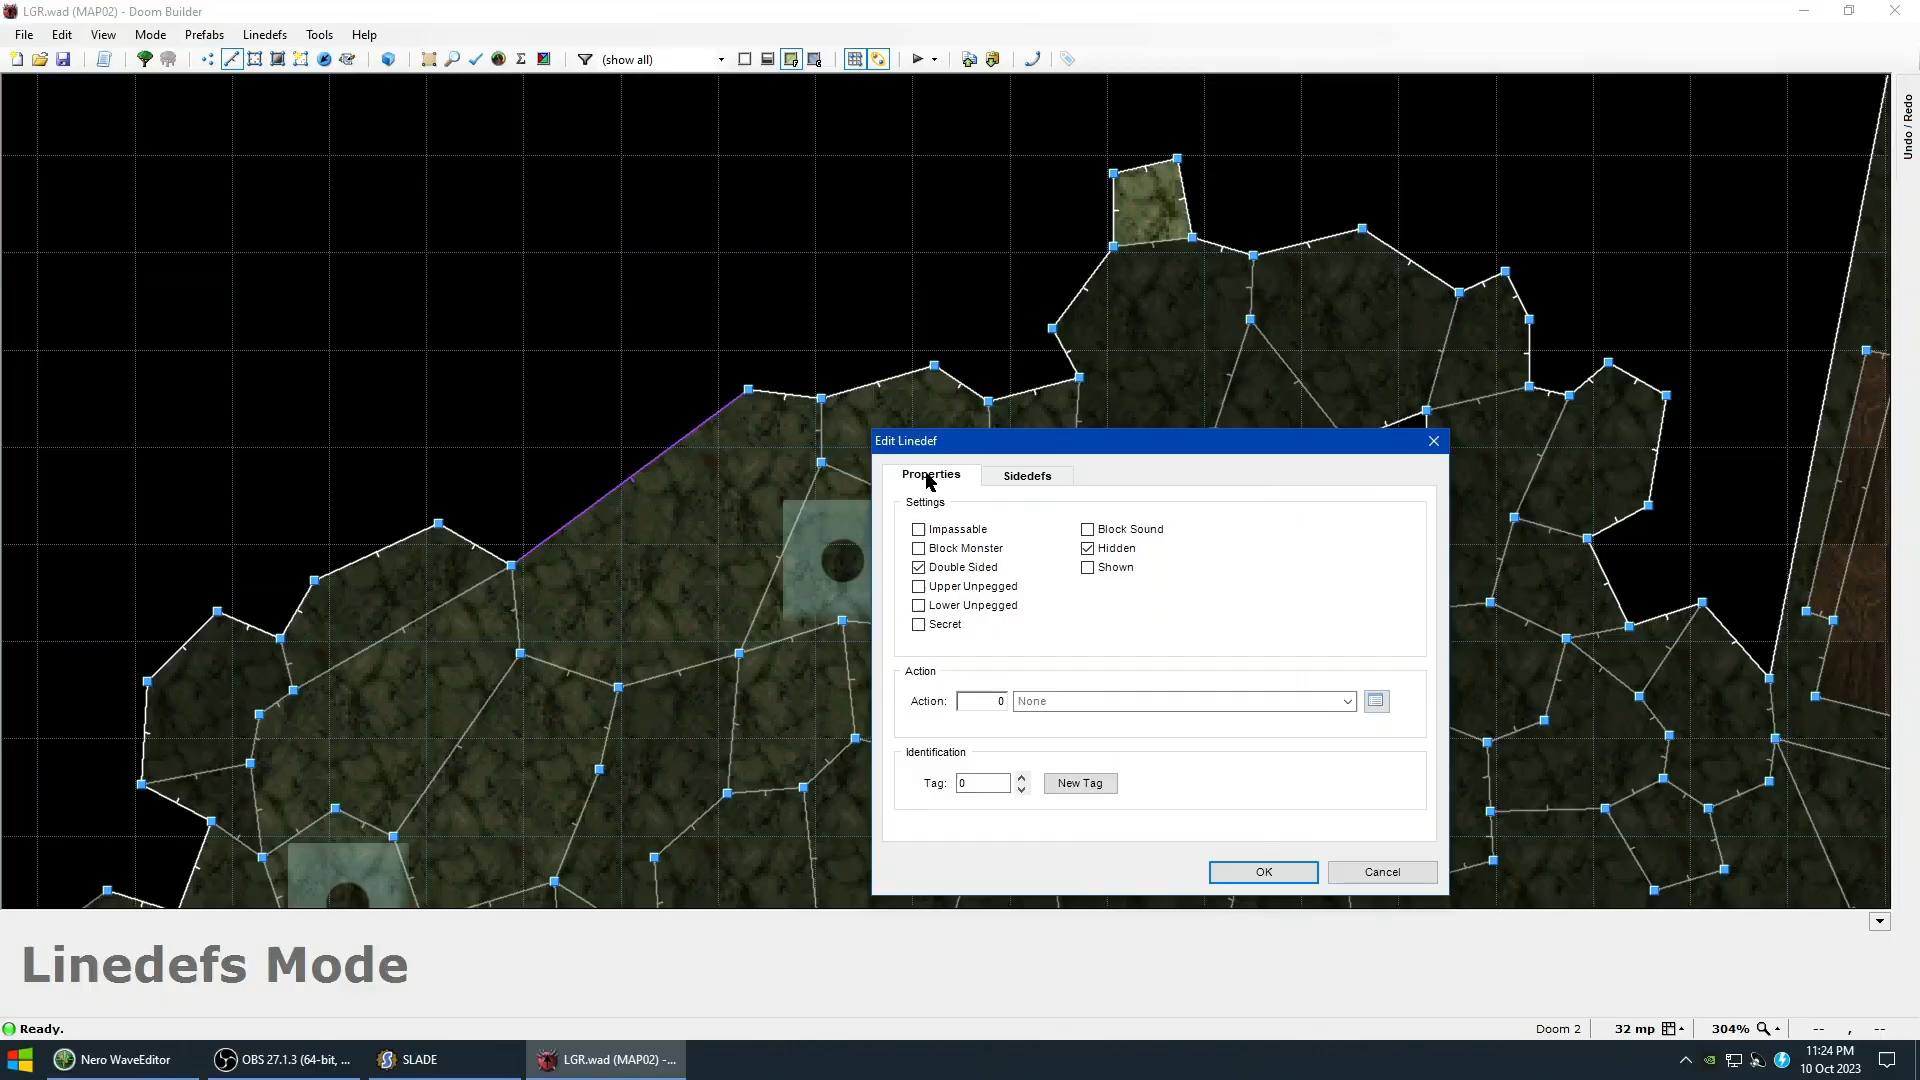 LGR.wad (MAP02) - Doom Builder
File Edit View Mode Prefabs Linedefs Tools Help
(show all)
Undo / Redo
Edit Linedef
Properties Sidedefs
Settings
Impassable Block Sound
Block Monster Hidden
Double Sided Shown
Upper Unpegged
Lower Unpegged
Secret
Action
Action: 0 None
Identification
Tag: 0 New Tag
OK Cancel
Linedefs Mode
Ready. Doom 2 32 mp 304% -- , --
Nero WaveEditor OBS 27.1.3 (64-bit, ... SLADE LGR.wad (MAP02) -... 11:24 PM
10 Oct 2023